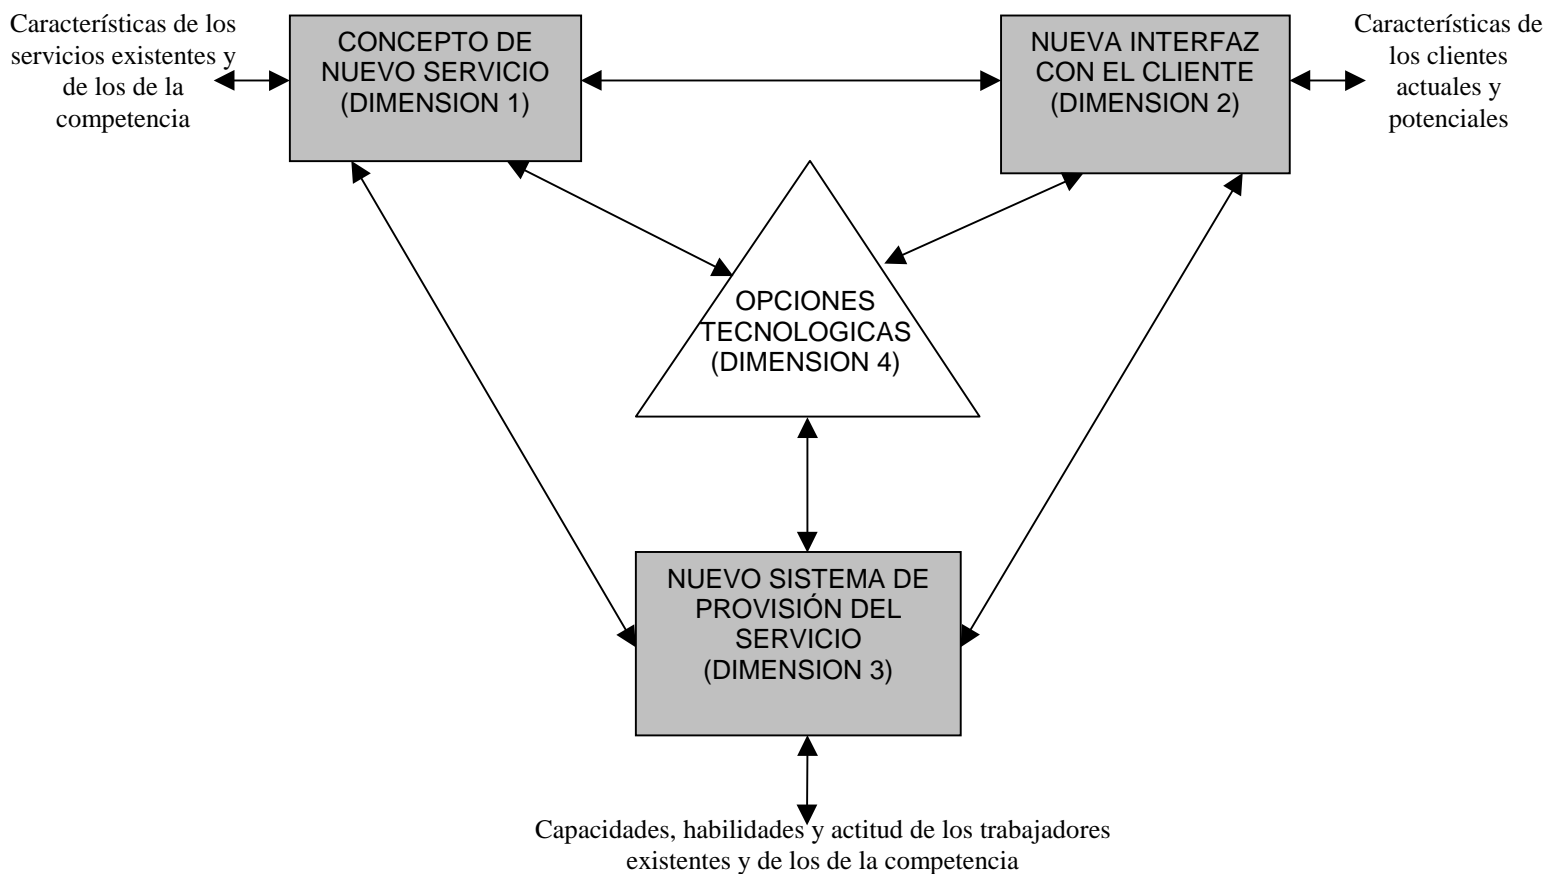 Características de los
servicios existentes y
de los de la
competencia
CONCEPTO DE
NUEVO SERVICIO
(DIMENSION 1)
NUEVA INTERFAZ
CON EL CLIENTE
(DIMENSION 2)
Características de
los clientes
actuales y
potenciales
OPCIONES
TECNOLOGICAS
(DIMENSION 4)
NUEVO SISTEMA DE
PROVISIÓN DEL
SERVICIO
(DIMENSION 3)
Capacidades, habilidades y actitud de los trabajadores
existentes y de los de la competencia